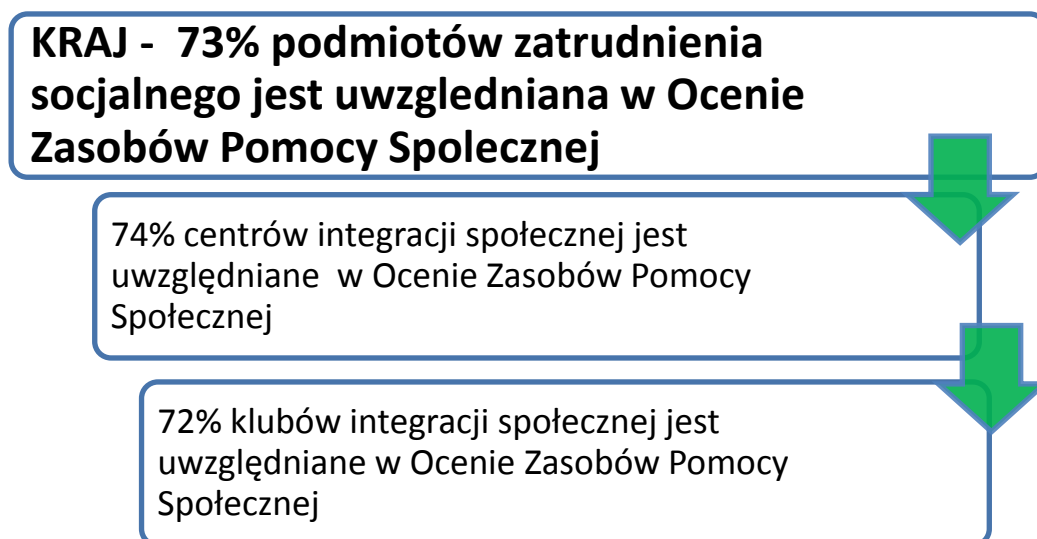 KRAJ -  73% podmiotów zatrudnienia
socjalnego jest uwzgledniana w Ocenie
Zasobów Pomocy Spolecznej
74% centrów integracji społecznej jest
uwzględniane  w Ocenie Zasobów Pomocy
Społecznej
72% klubów integracji społecznej jest
uwzględniane w Ocenie Zasobów Pomocy
Społecznej